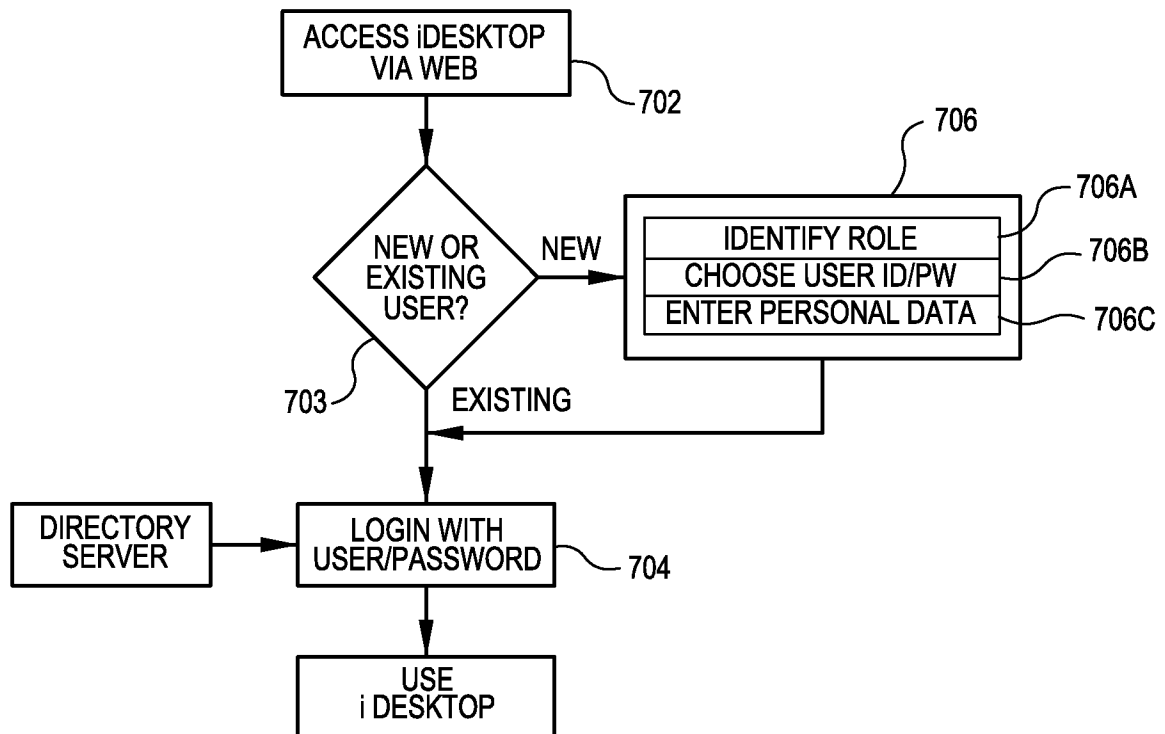 ACCESS iDESKTOP
VIA WEB
702
706
706A
NEW OR
EXISTING
USER?
NEW
IDENTIFY ROLE
CHOOSE USER ID/PW
706B
ENTER PERSONAL DATA
706C
703
EXISTING
DIRECTORY
SERVER
LOGIN WITH
USER/PASSWORD
704
USE
i DESKTOP